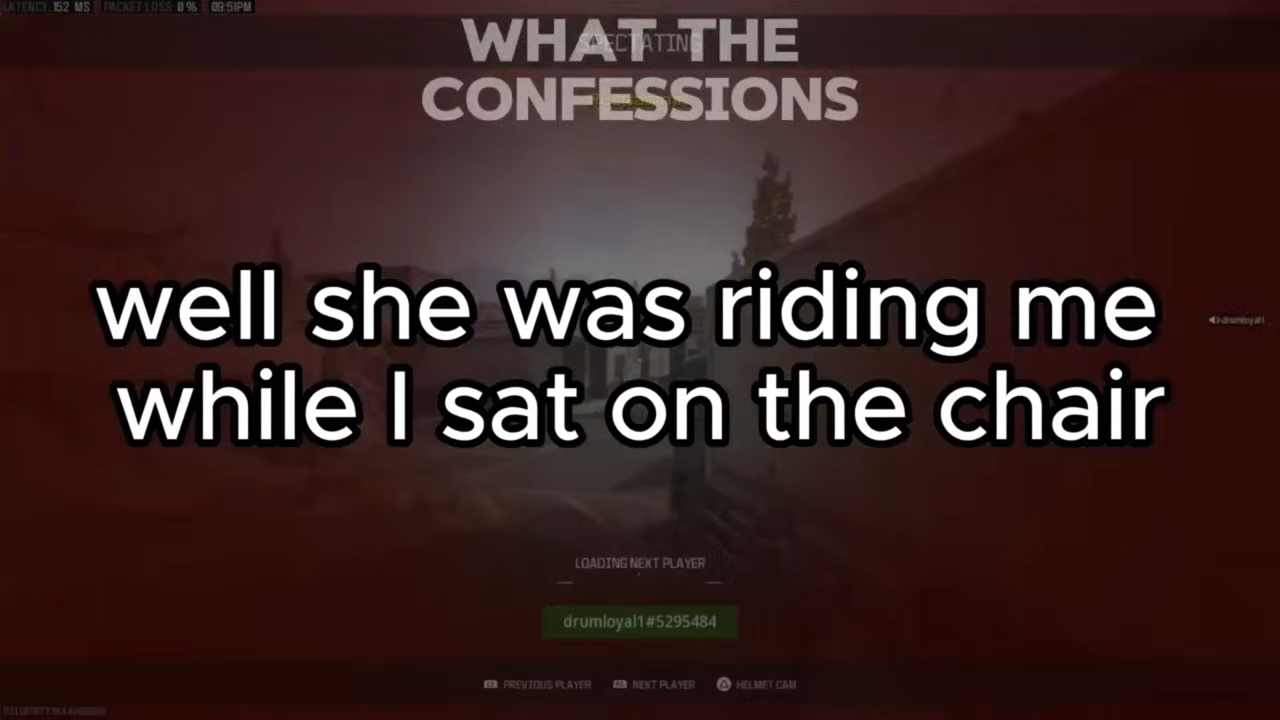 LATENCY: 152 MS PACKET LOSS: 0 % 09:51PM
SPECTATING
WHAT THE
CONFESSIONS
well she was riding me
while I sat on the chair
drumloyal1
LOADING NEXT PLAYER
drumloyal1#5295484
PREVIOUS PLAYER NEXT PLAYER HELMET CAM